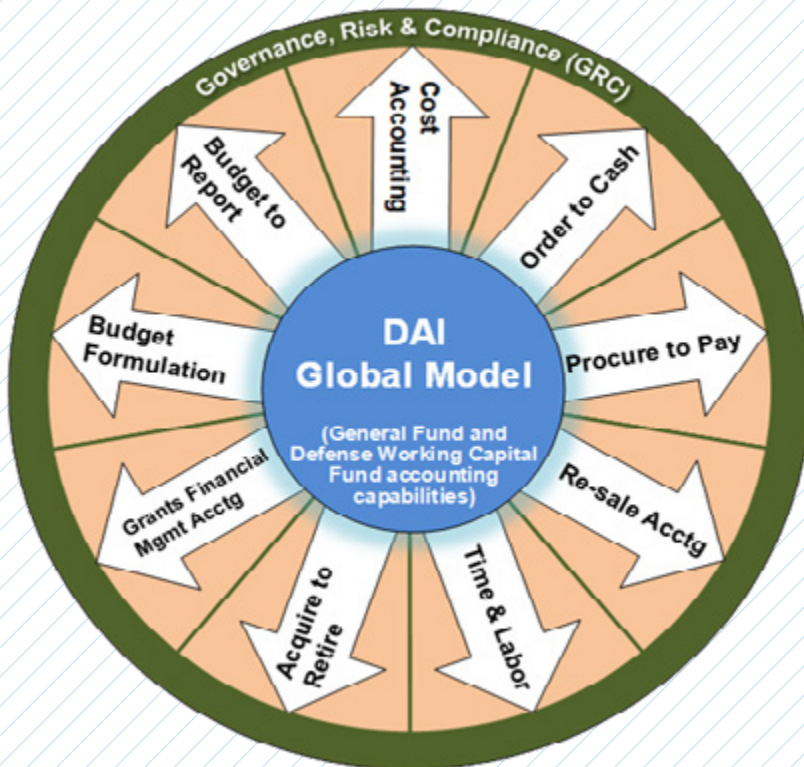 Governance, Risk & Compliance (GRC)
Cost
Accounting
Order to Cash
Procure to Pay
Re-sale Acctg
Time & Labor
Acquire to
Retire
Grants Financial
Mgmt Acctg
Budget
Formulation
Budget to
Report
DAI
Global Model
(General Fund and
Defense Working Capital
Fund accounting
capabilities)